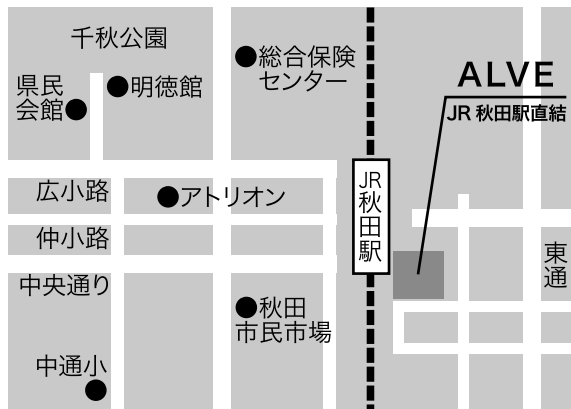 千秋公園
総合保険
センター
ALVE
JR 秋田駅直結
県民
会館
明徳館
JR
秋
田
駅
広小路
アトリオン
仲小路
東
通
中央通り
秋田
市民市場
中通小